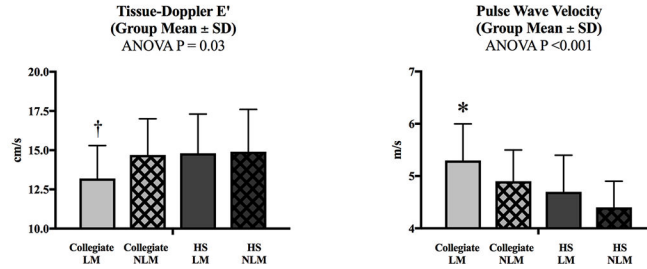 Tissue-Doppler E'
(Group Mean ± SD)
ANOVA P = 0.03
20.0
17.5
15.0
12.5
10.0
cm/s
†
Collegiate LM
Collegiate NLM
HS LM
HS NLM
Pulse Wave Velocity
(Group Mean ± SD)
ANOVA P <0.001
7
6
5
4
m/s
*
Collegiate LM
Collegiate NLM
HS LM
HS NLM